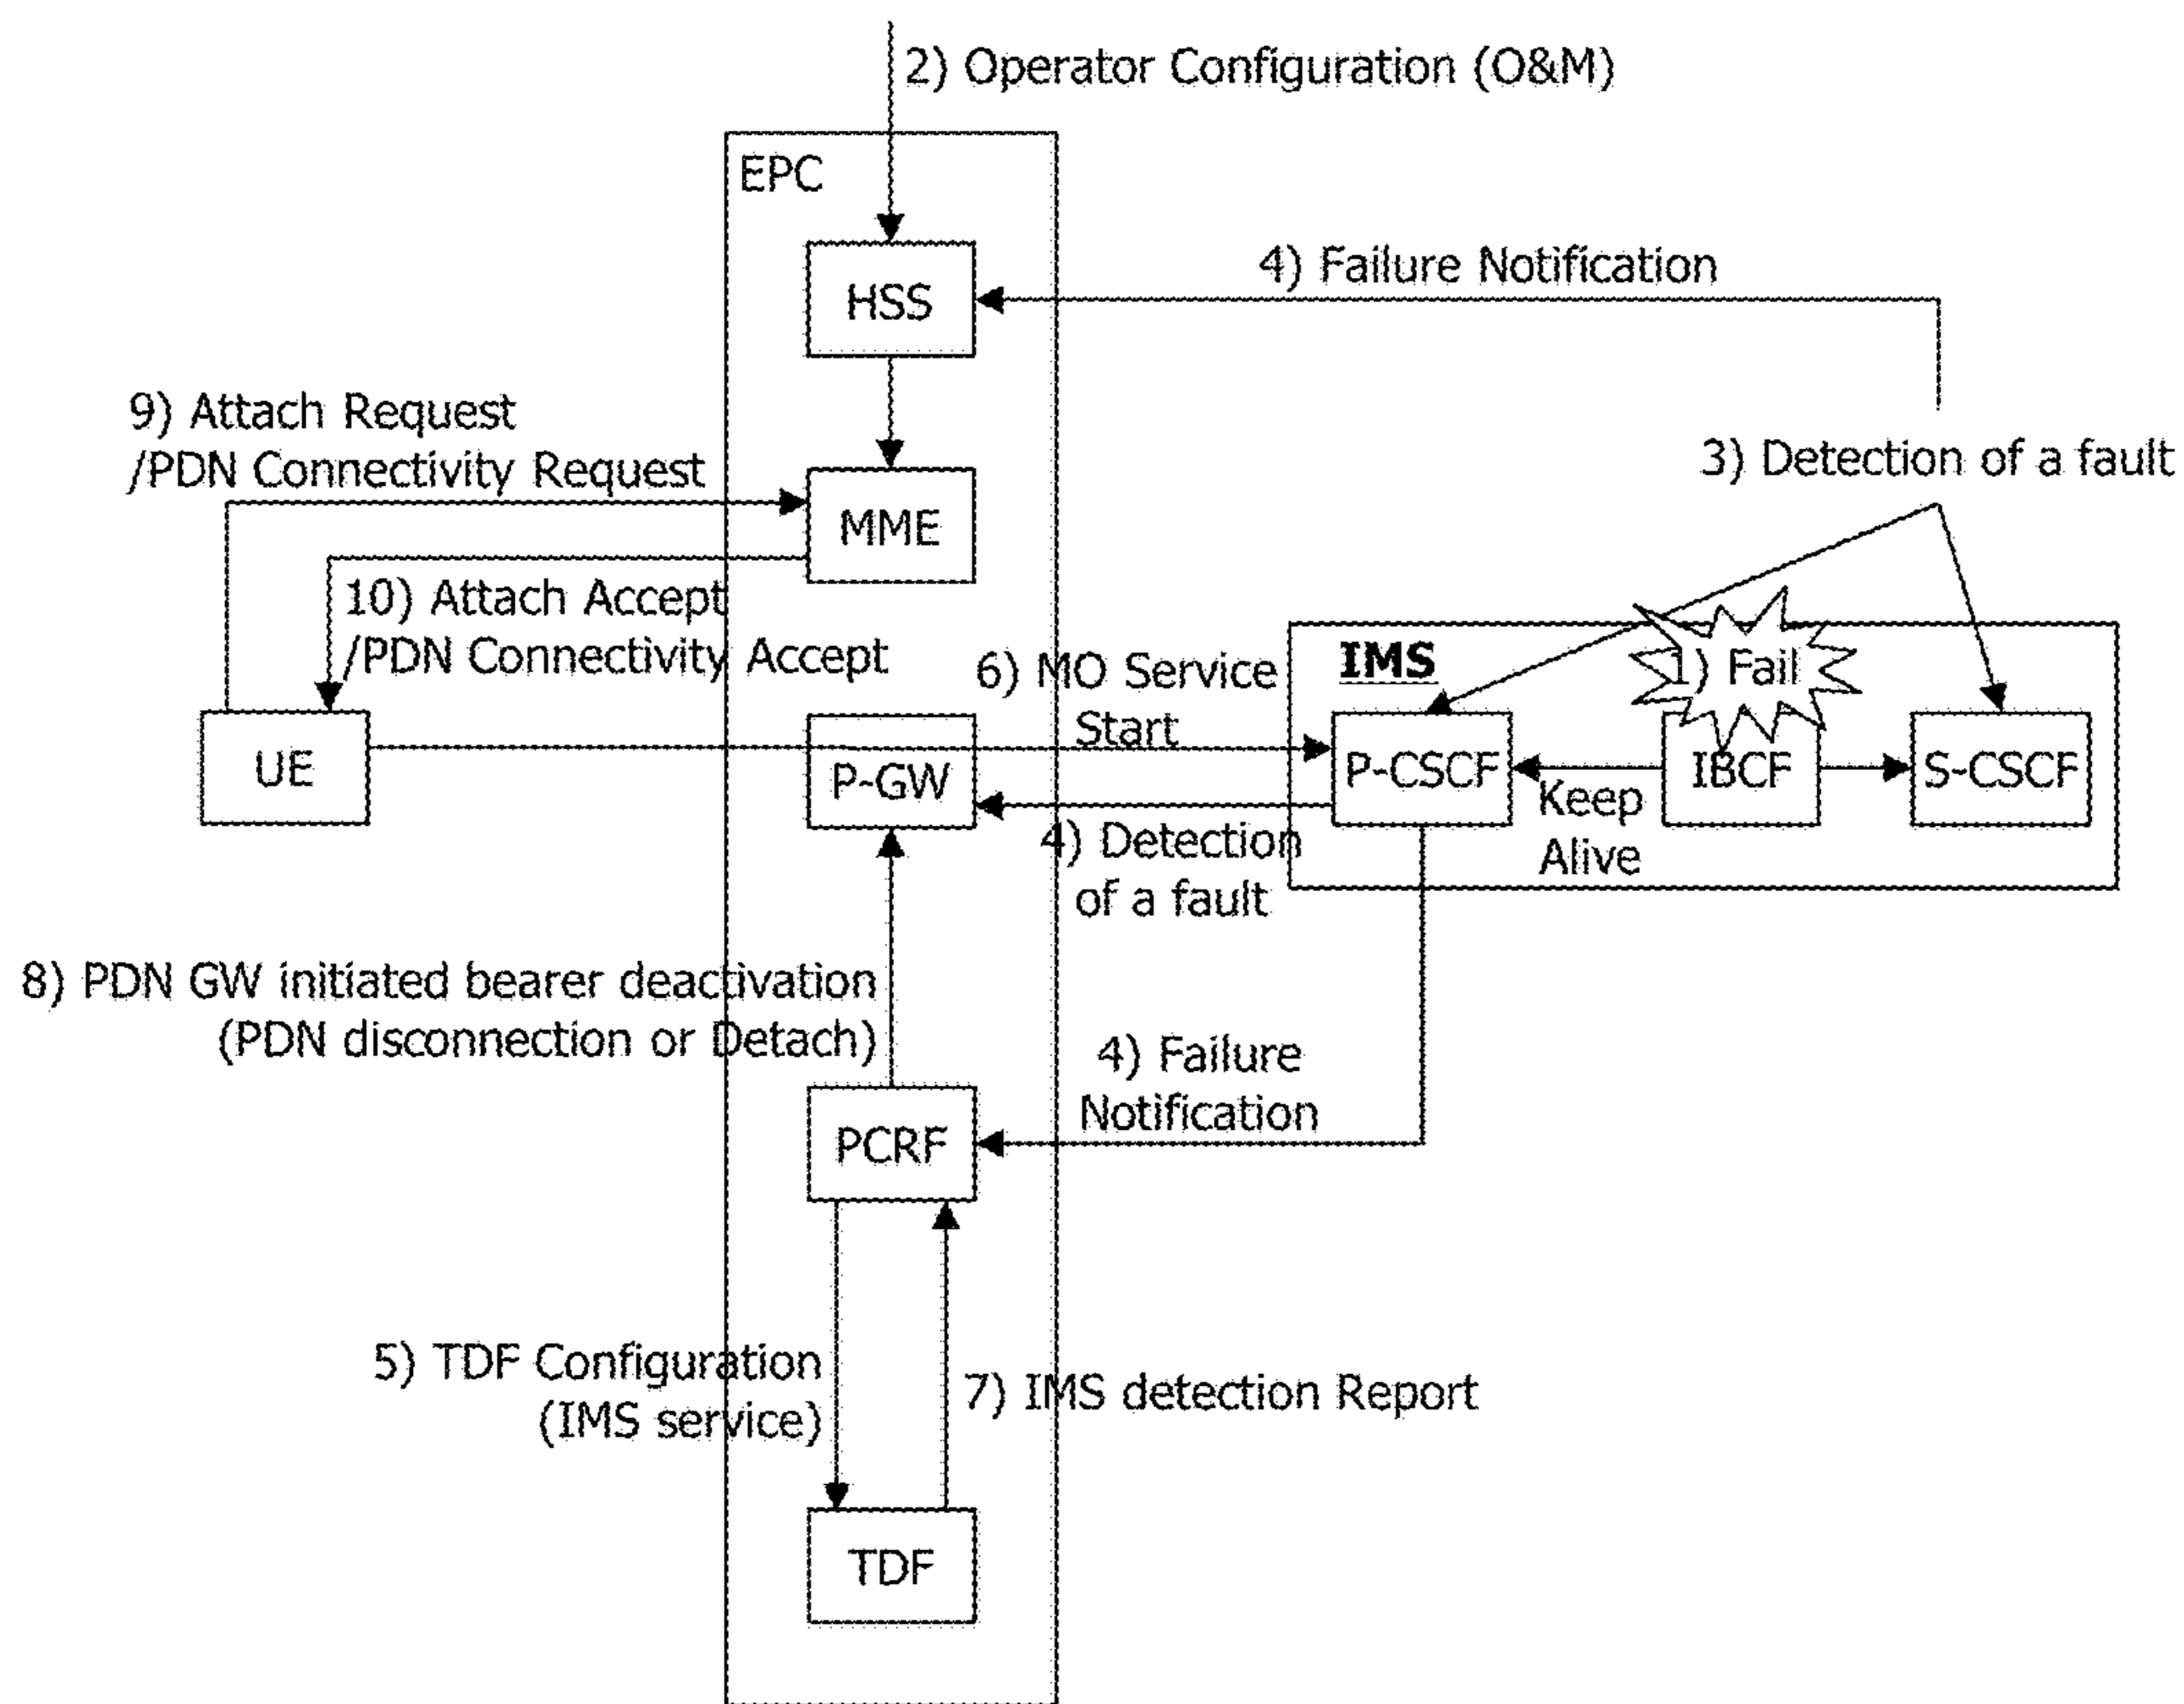 2) Operator Configuration (O&M)
EPC
HSS
4) Failure Notification
9) Attach Request
/PDN Connectivity Request
MME
3) Detection of a fault
10) Attach Accept
/PDN Connectivity Accept
6) MO Service
Start
IMS
1) Fail
UE
P-GW
P-CSCF
IBCF
S-CSCF
Keep
Alive
4) Detection
of a fault
8) PDN GW initiated bearer deactivation
(PDN disconnection or Detach)
4) Failure
Notification
PCRF
5) TDF Configuration
(IMS service)
7) IMS detection Report
TDF